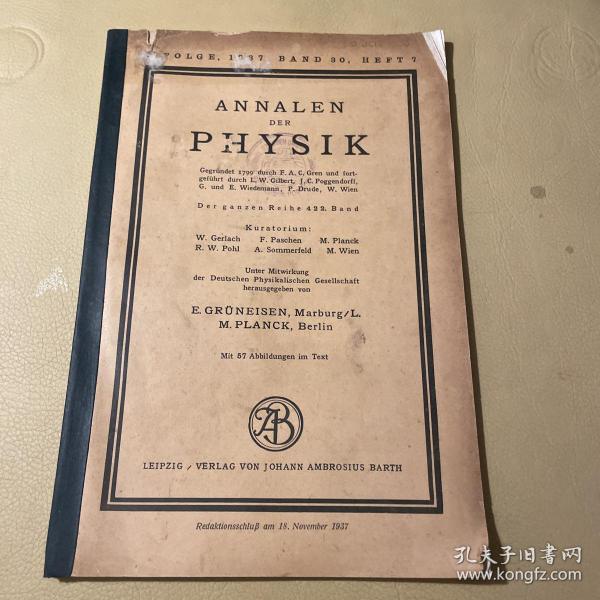 FOLGE, 1937 BAND 30, HEFT 7
ANNALEN
DER
PHYSIK
Gegründet 1790 durch F. A. C. Gren und fort-
geführt durch L. W. Gilbert, J. C. Poggendorff,
G. und E. Wiedemann, P. Drude, W. Wien
Der ganzen Reihe 422. Band
Kuratorium:
W. Gerlach F. Paschen M. Planck
R. W. Pohl A. Sommerfeld M. Wien
Unter Mitwirkung
der Deutschen Physikalischen Gesellschaft
herausgegeben von
E. GRÜNEISEN, Marburg/L.
M. PLANCK, Berlin
Mit 57 Abbildungen im Text
JAB
LEIPZIG / VERLAG VON JOHANN AMBROSIUS BARTH
Redaktionsschluß am 18. November 1937
孔夫子旧书网
www.kongfz.com